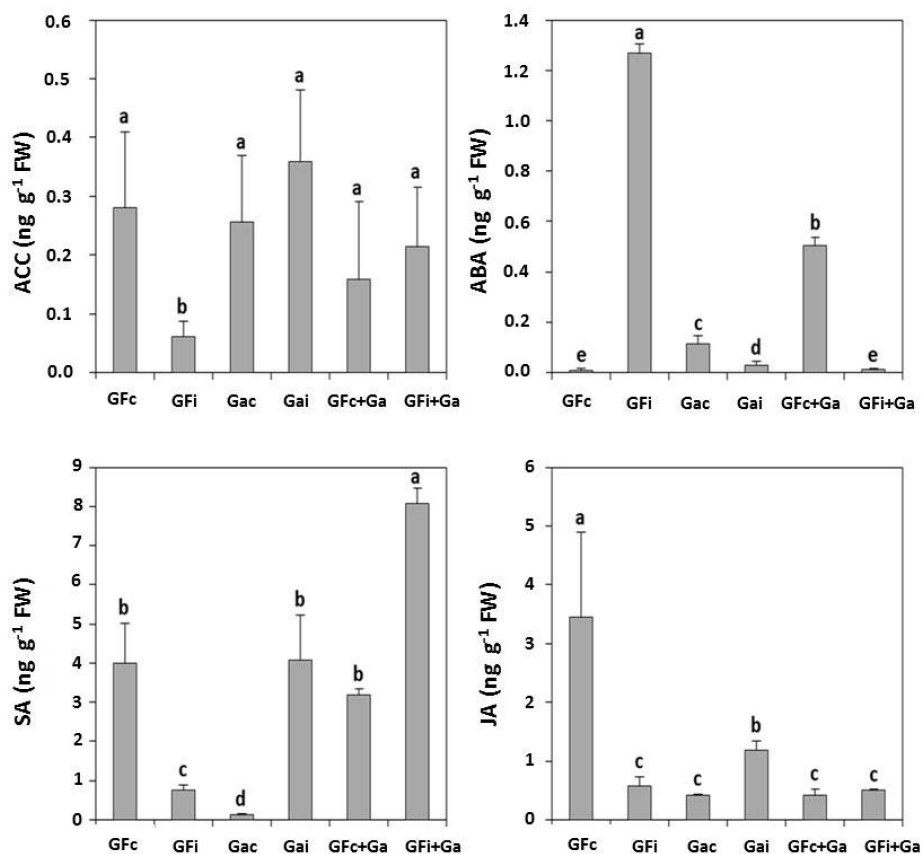 ACC (ng g⁻¹ FW)
0.6
0.5
0.4
0.3
0.2
0.1
0.0
a
b
a
a
a
a
GFc GFi Gac Gai GFc+Ga GFi+Ga
ABA (ng g⁻¹ FW)
1.4
1.2
1.0
0.8
0.6
0.4
0.2
0.0
e
a
c
d
b
e
GFc GFi Gac Gai GFc+Ga GFi+Ga
SA (ng g⁻¹ FW)
9
8
7
6
5
4
3
2
1
0
b
c
d
b
b
a
GFc GFi Gac Gai GFc+Ga GFi+Ga
JA (ng g⁻¹ FW)
6
5
4
3
2
1
0
a
c
c
b
c
c
GFc GFi Gac Gai GFc+Ga GFi+Ga